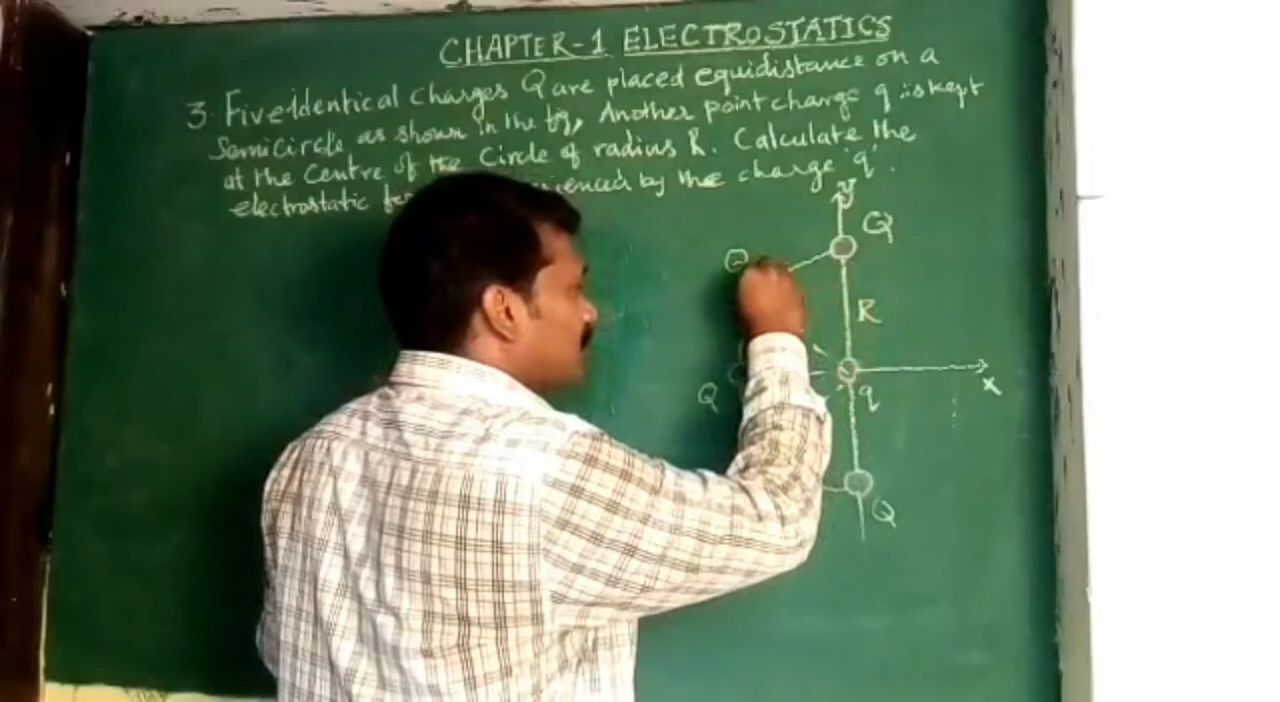 CHAPTER-1 ELECTROSTATICS
3. Five identical charges Q are placed equidistance on a
Semicircle as shown in the fig, Another point charge q is kept
at the Centre of the Circle of radius R. Calculate the
electrostatic by the charge 'q'.
y
Q
Q
R
Q
q
x
Q